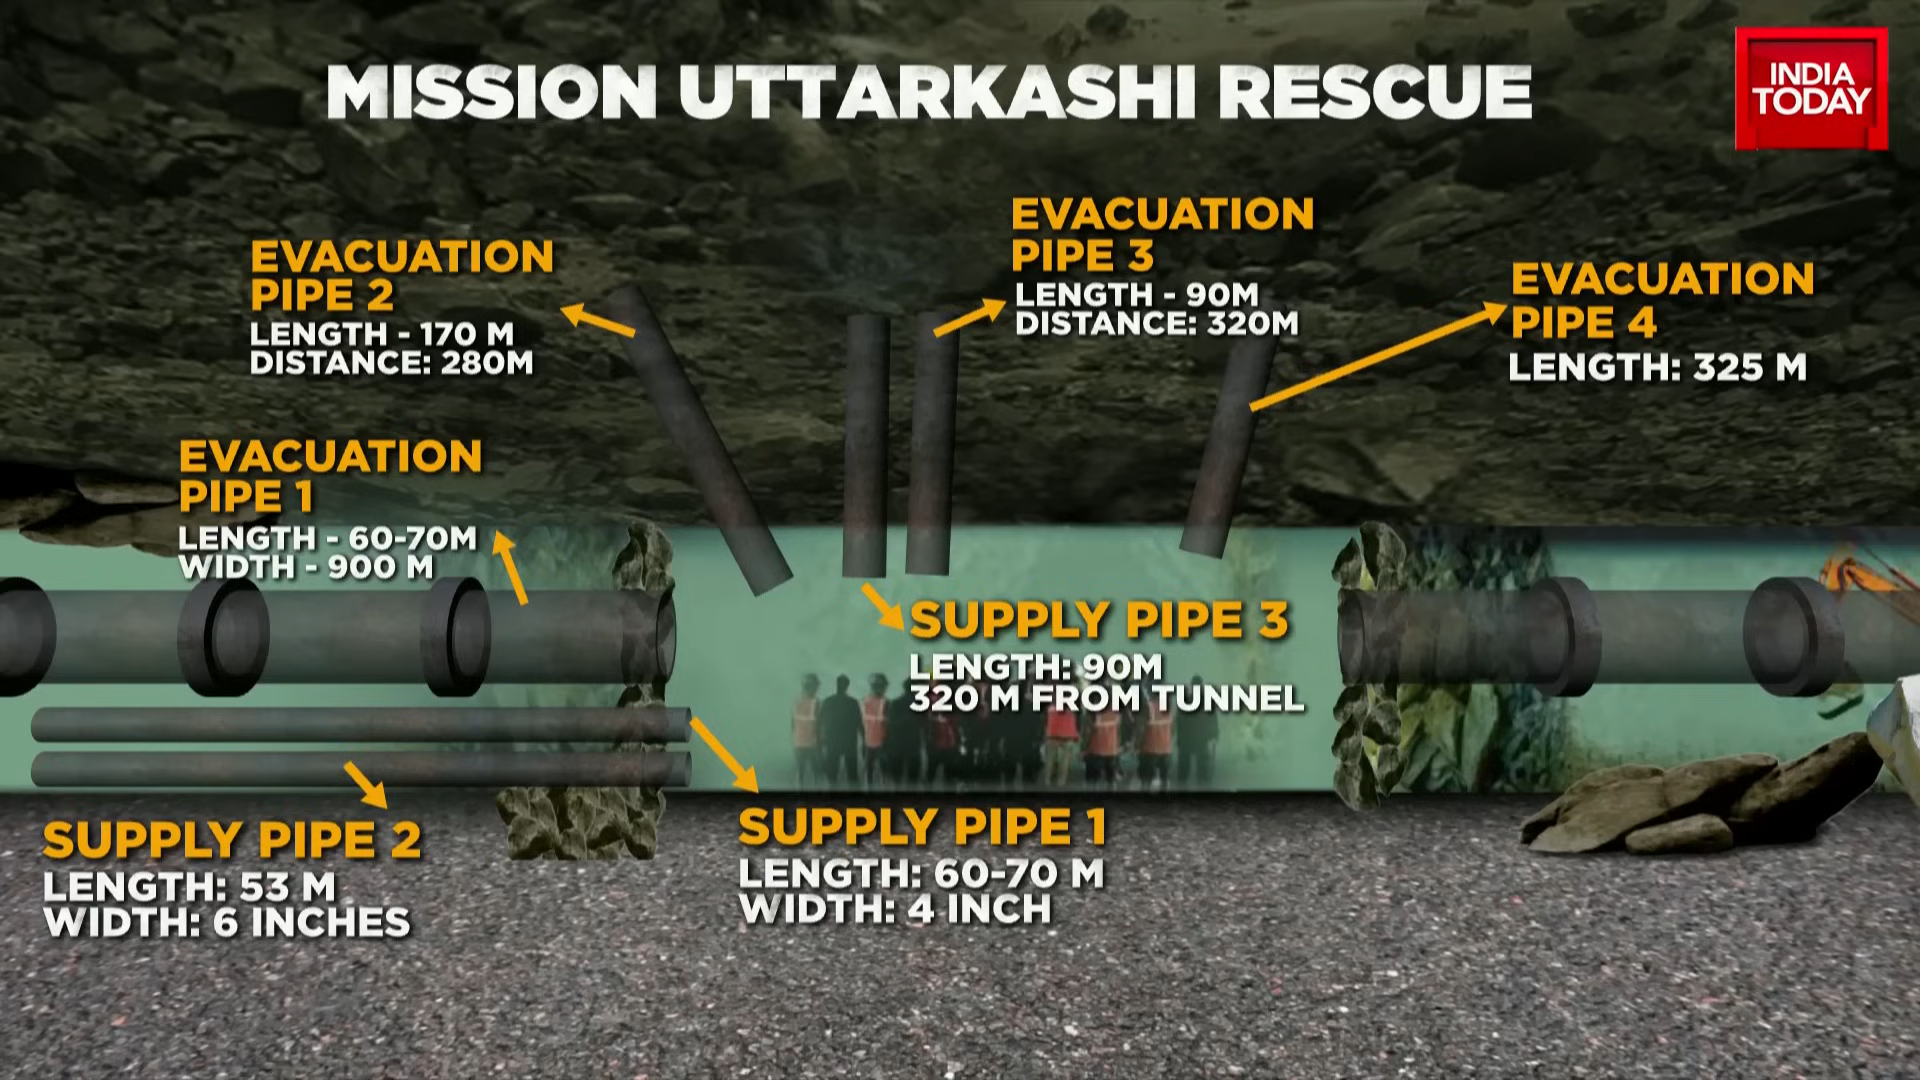 MISSION UTTARKASHI RESCUE
INDIA
TODAY
EVACUATION
PIPE 2
LENGTH - 170 M
DISTANCE: 280M
EVACUATION
PIPE 3
LENGTH - 90M
DISTANCE: 320M
EVACUATION
PIPE 4
LENGTH: 325 M
EVACUATION
PIPE 1
LENGTH - 60-70M
WIDTH - 900 M
SUPPLY PIPE 3
LENGTH: 90M
320 M FROM TUNNEL
SUPPLY PIPE 2
LENGTH: 53 M
WIDTH: 6 INCHES
SUPPLY PIPE 1
LENGTH: 60-70 M
WIDTH: 4 INCH